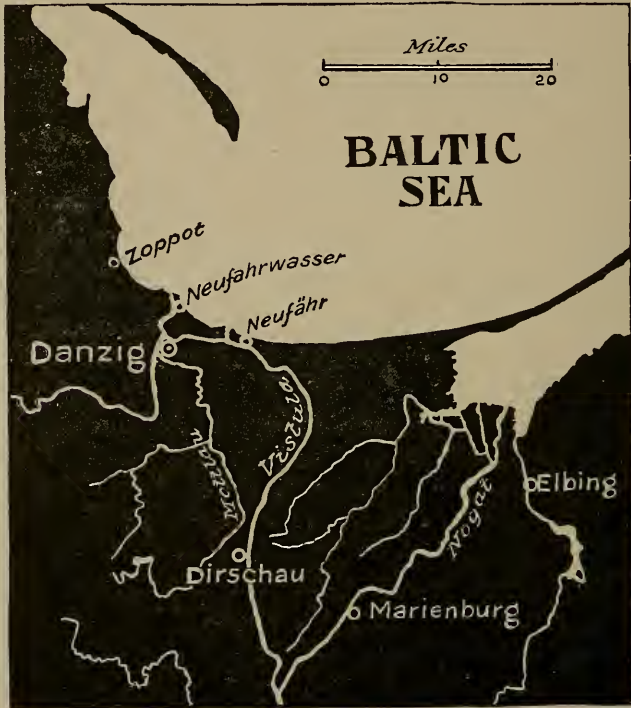 Miles
0 10 20
BALTIC
SEA
Zoppot
Neufahrwasser
Neufähr
Danzig
Vistula
Mottlau
Elbing
Nogat
Dirschau
Marienburg